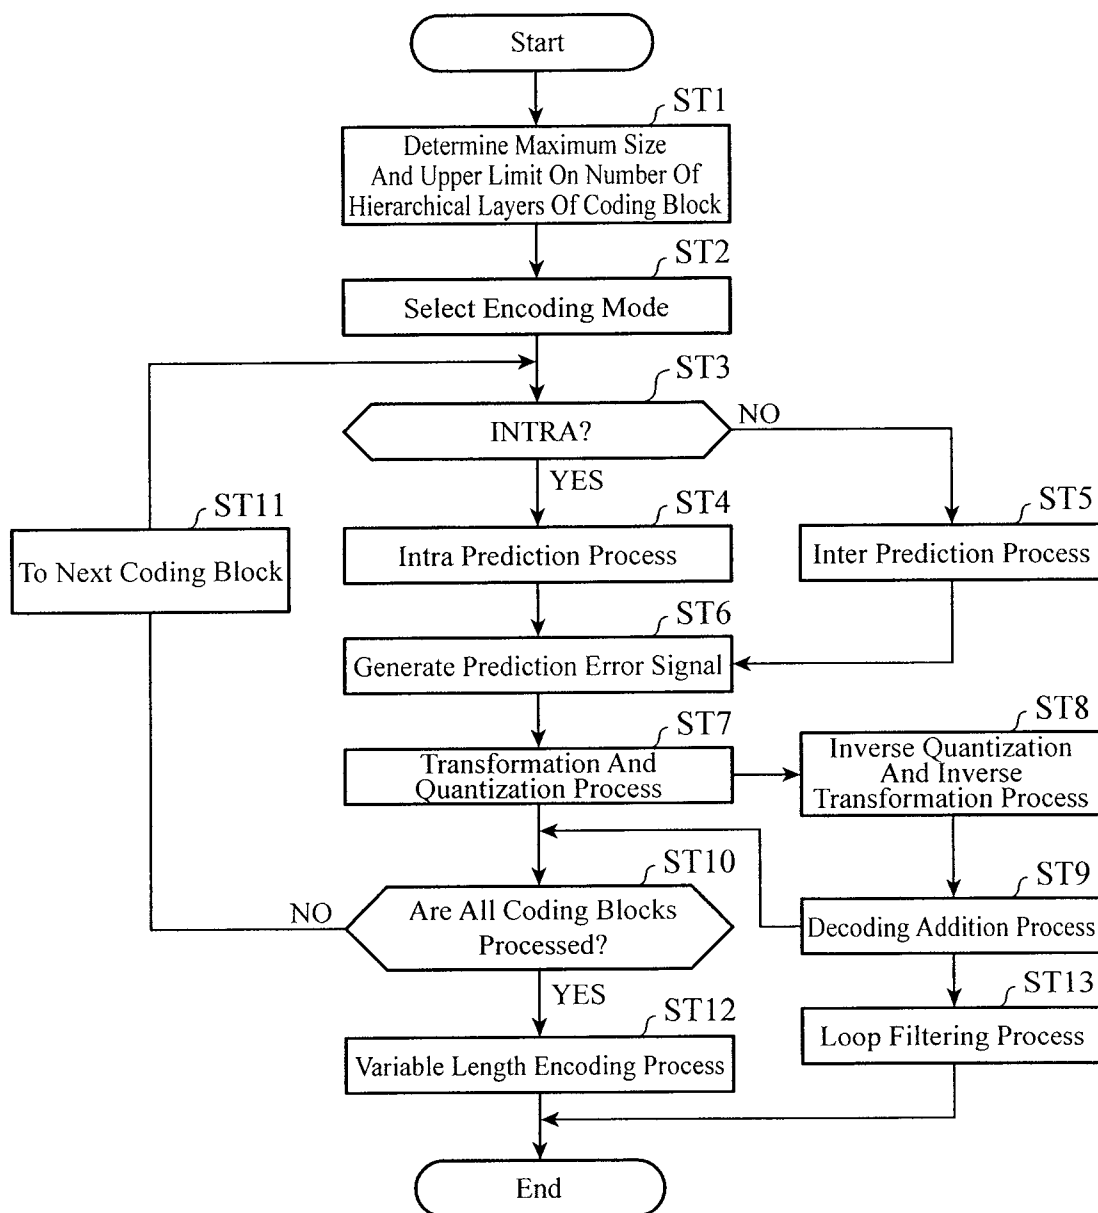 Start
ST1
Determine Maximum Size
And Upper Limit On Number Of
Hierarchical Layers Of Coding Block
ST2
Select Encoding Mode
ST3
INTRA?
NO
YES
ST11
To Next Coding Block
ST4
Intra Prediction Process
ST5
Inter Prediction Process
ST6
Generate Prediction Error Signal
ST7
Transformation And
Quantization Process
ST8
Inverse Quantization
And Inverse
Transformation Process
ST10
Are All Coding Blocks
Processed?
NO
YES
ST9
Decoding Addition Process
ST12
Variable Length Encoding Process
ST13
Loop Filtering Process
End